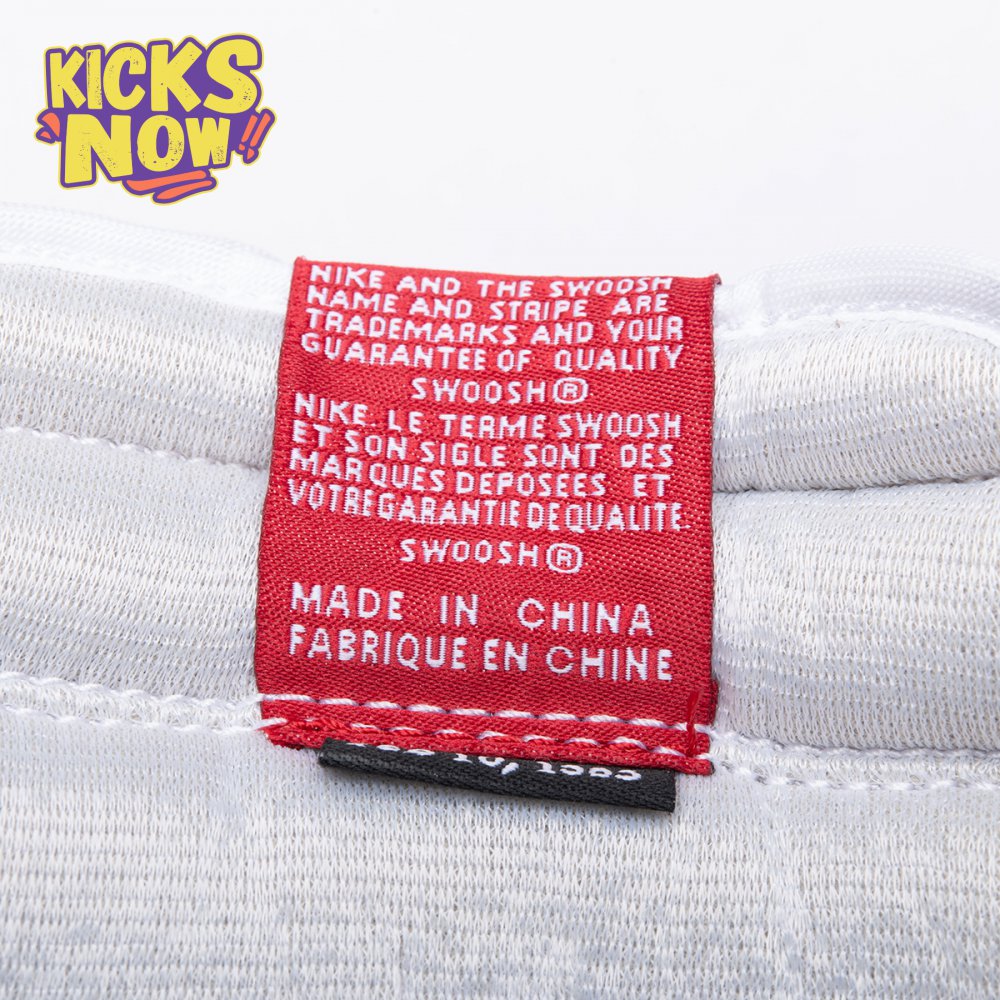 KICKS
NOW!!
NIKE AND THE SWOOSH
NAME AND STRIPE ARE
TRADEMARKS AND YOUR
GUARANTEE OF QUALITY
SWOOSH®
NIKE LE TERME SWOOSH
ET SON SIGLE SONT DES
MARQUES DEPOSEES ET
VOTRE GARANTIE DE QUALITE
SWOOSH®
MADE IN CHINA
FABRIQUE EN CHINE